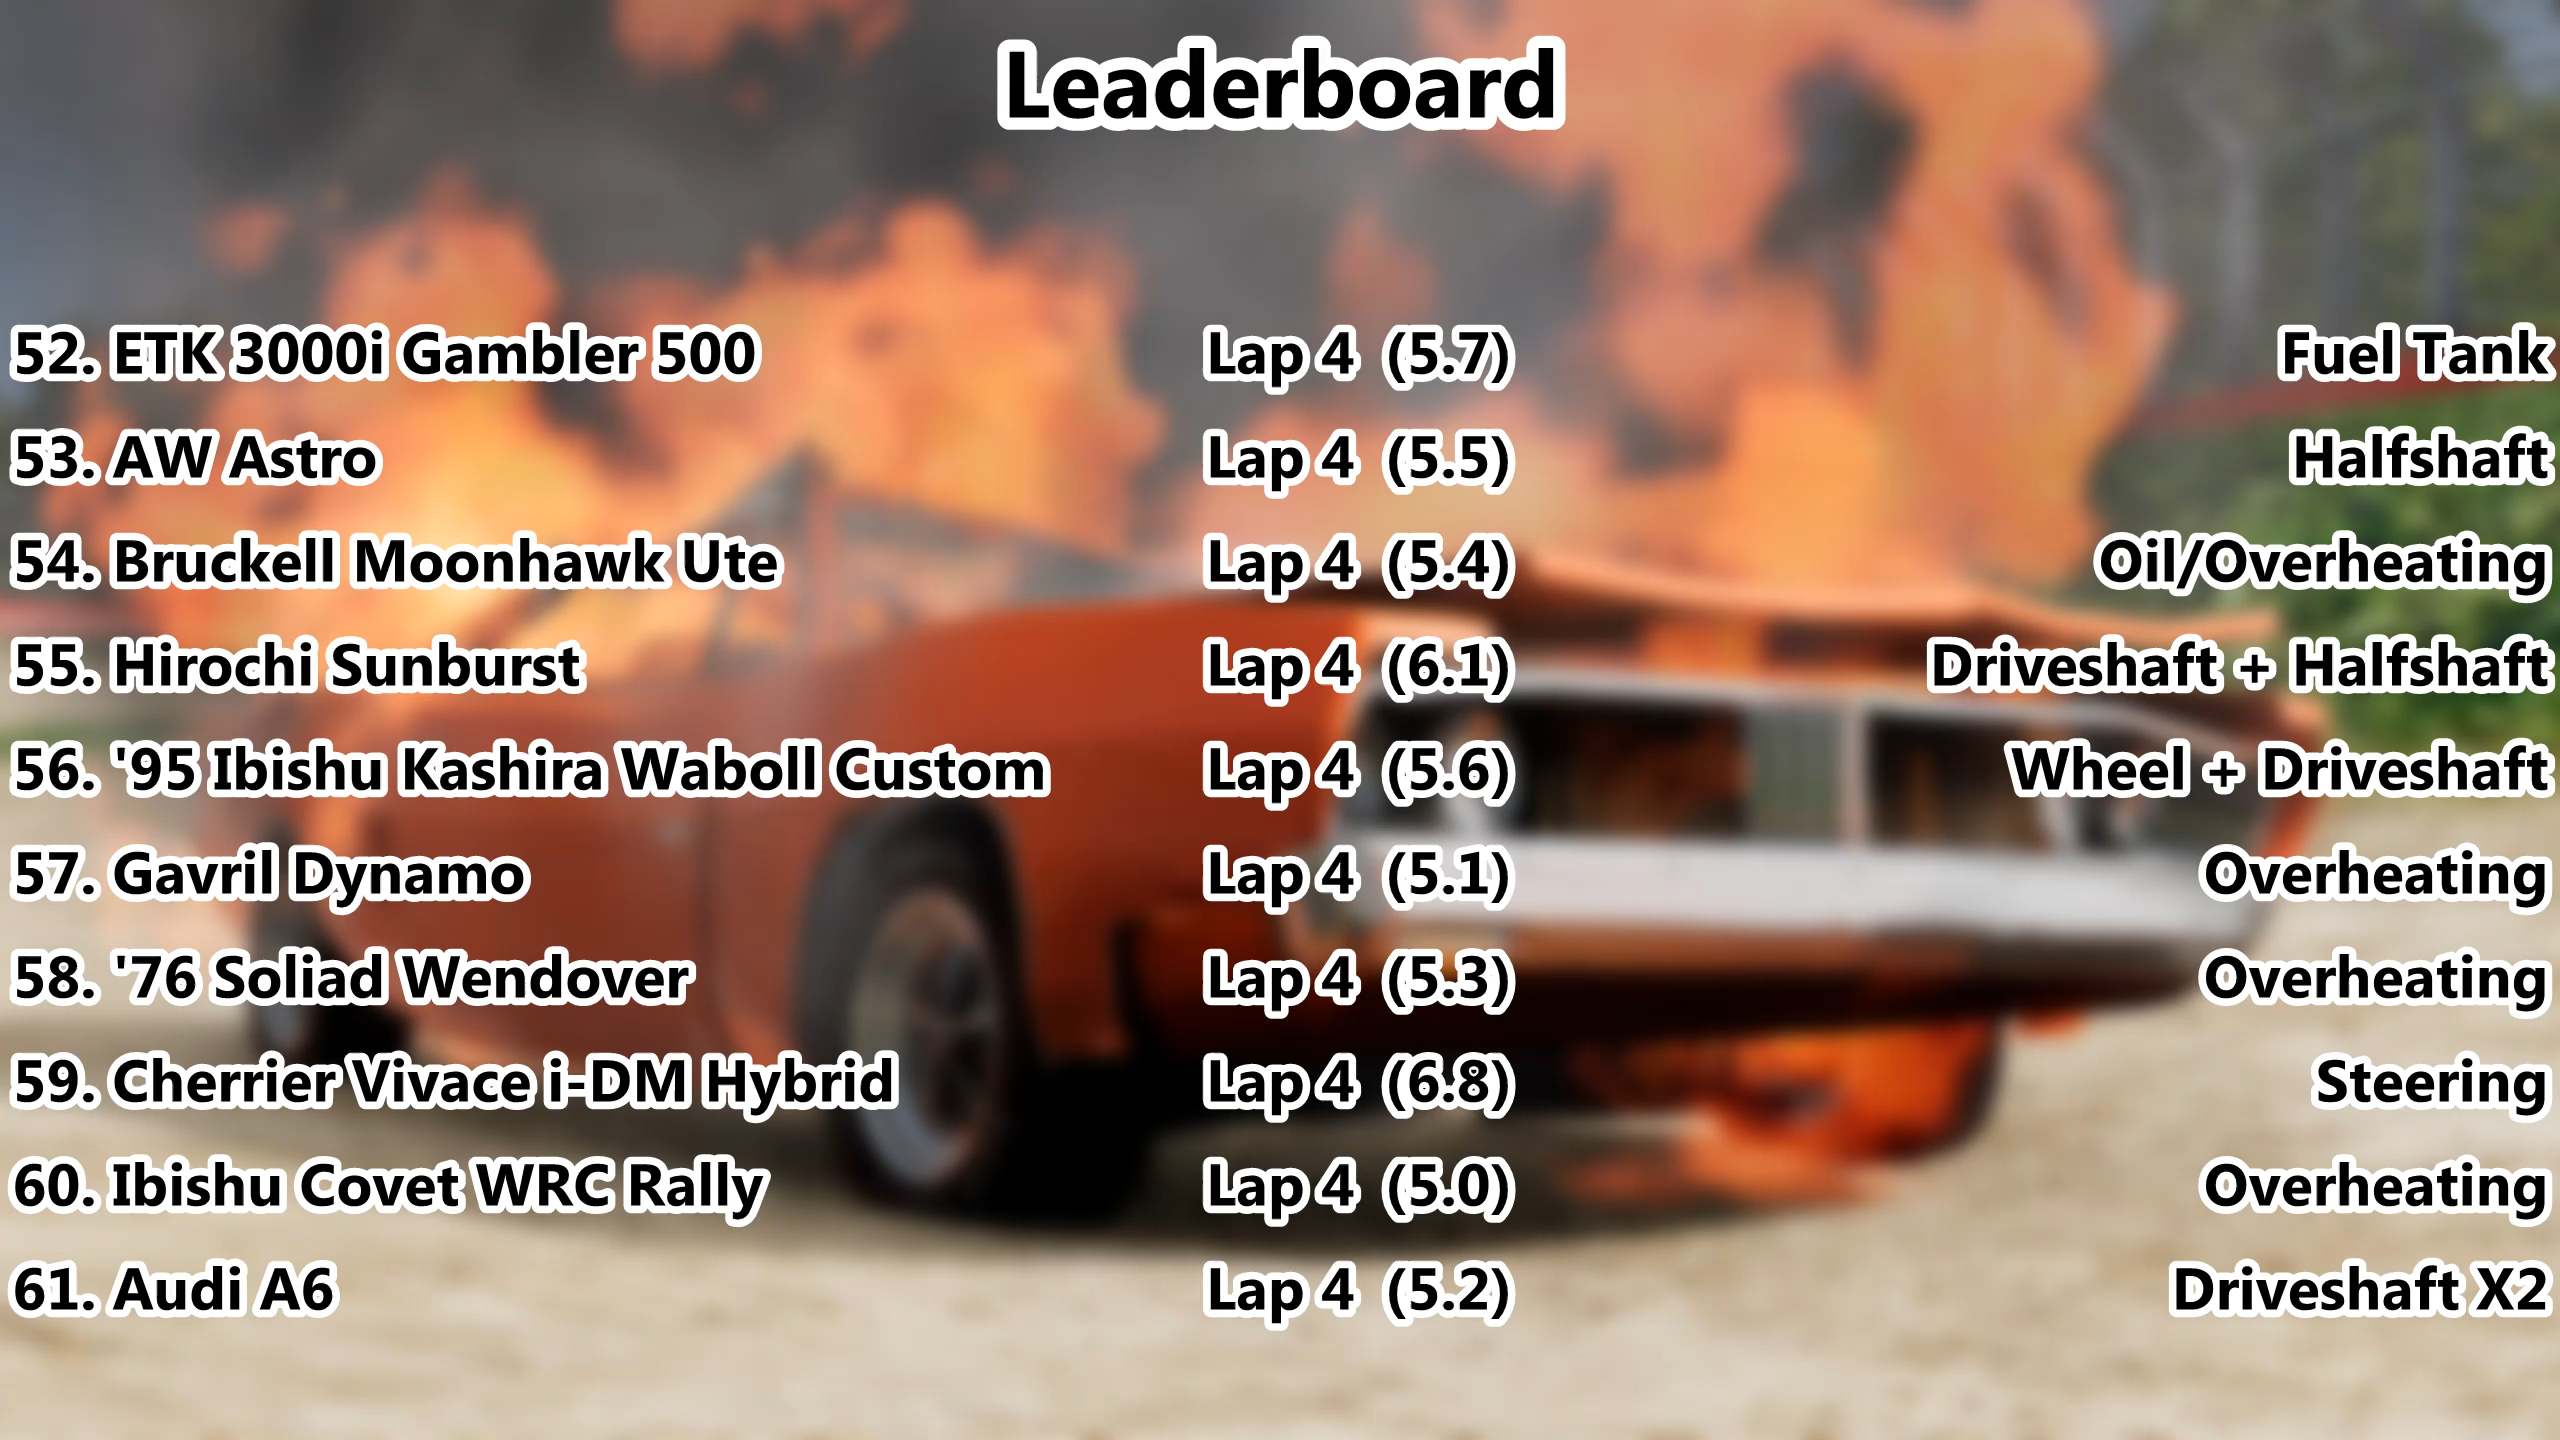 Leaderboard
52. ETK 3000i Gambler 500 Lap 4 (5.7) Fuel Tank
53. AW Astro Lap 4 (5.5) Halfshaft
54. Bruckell Moonhawk Ute Lap 4 (5.4) Oil/Overheating
55. Hirochi Sunburst Lap 4 (6.1) Driveshaft + Halfshaft
56. '95 Ibishu Kashira Waboll Custom Lap 4 (5.6) Wheel + Driveshaft
57. Gavril Dynamo Lap 4 (5.1) Overheating
58. '76 Soliad Wendover Lap 4 (5.3) Overheating
59. Cherrier Vivace i-DM Hybrid Lap 4 (6.8) Steering
60. Ibishu Covet WRC Rally Lap 4 (5.0) Overheating
61. Audi A6 Lap 4 (5.2) Driveshaft X2